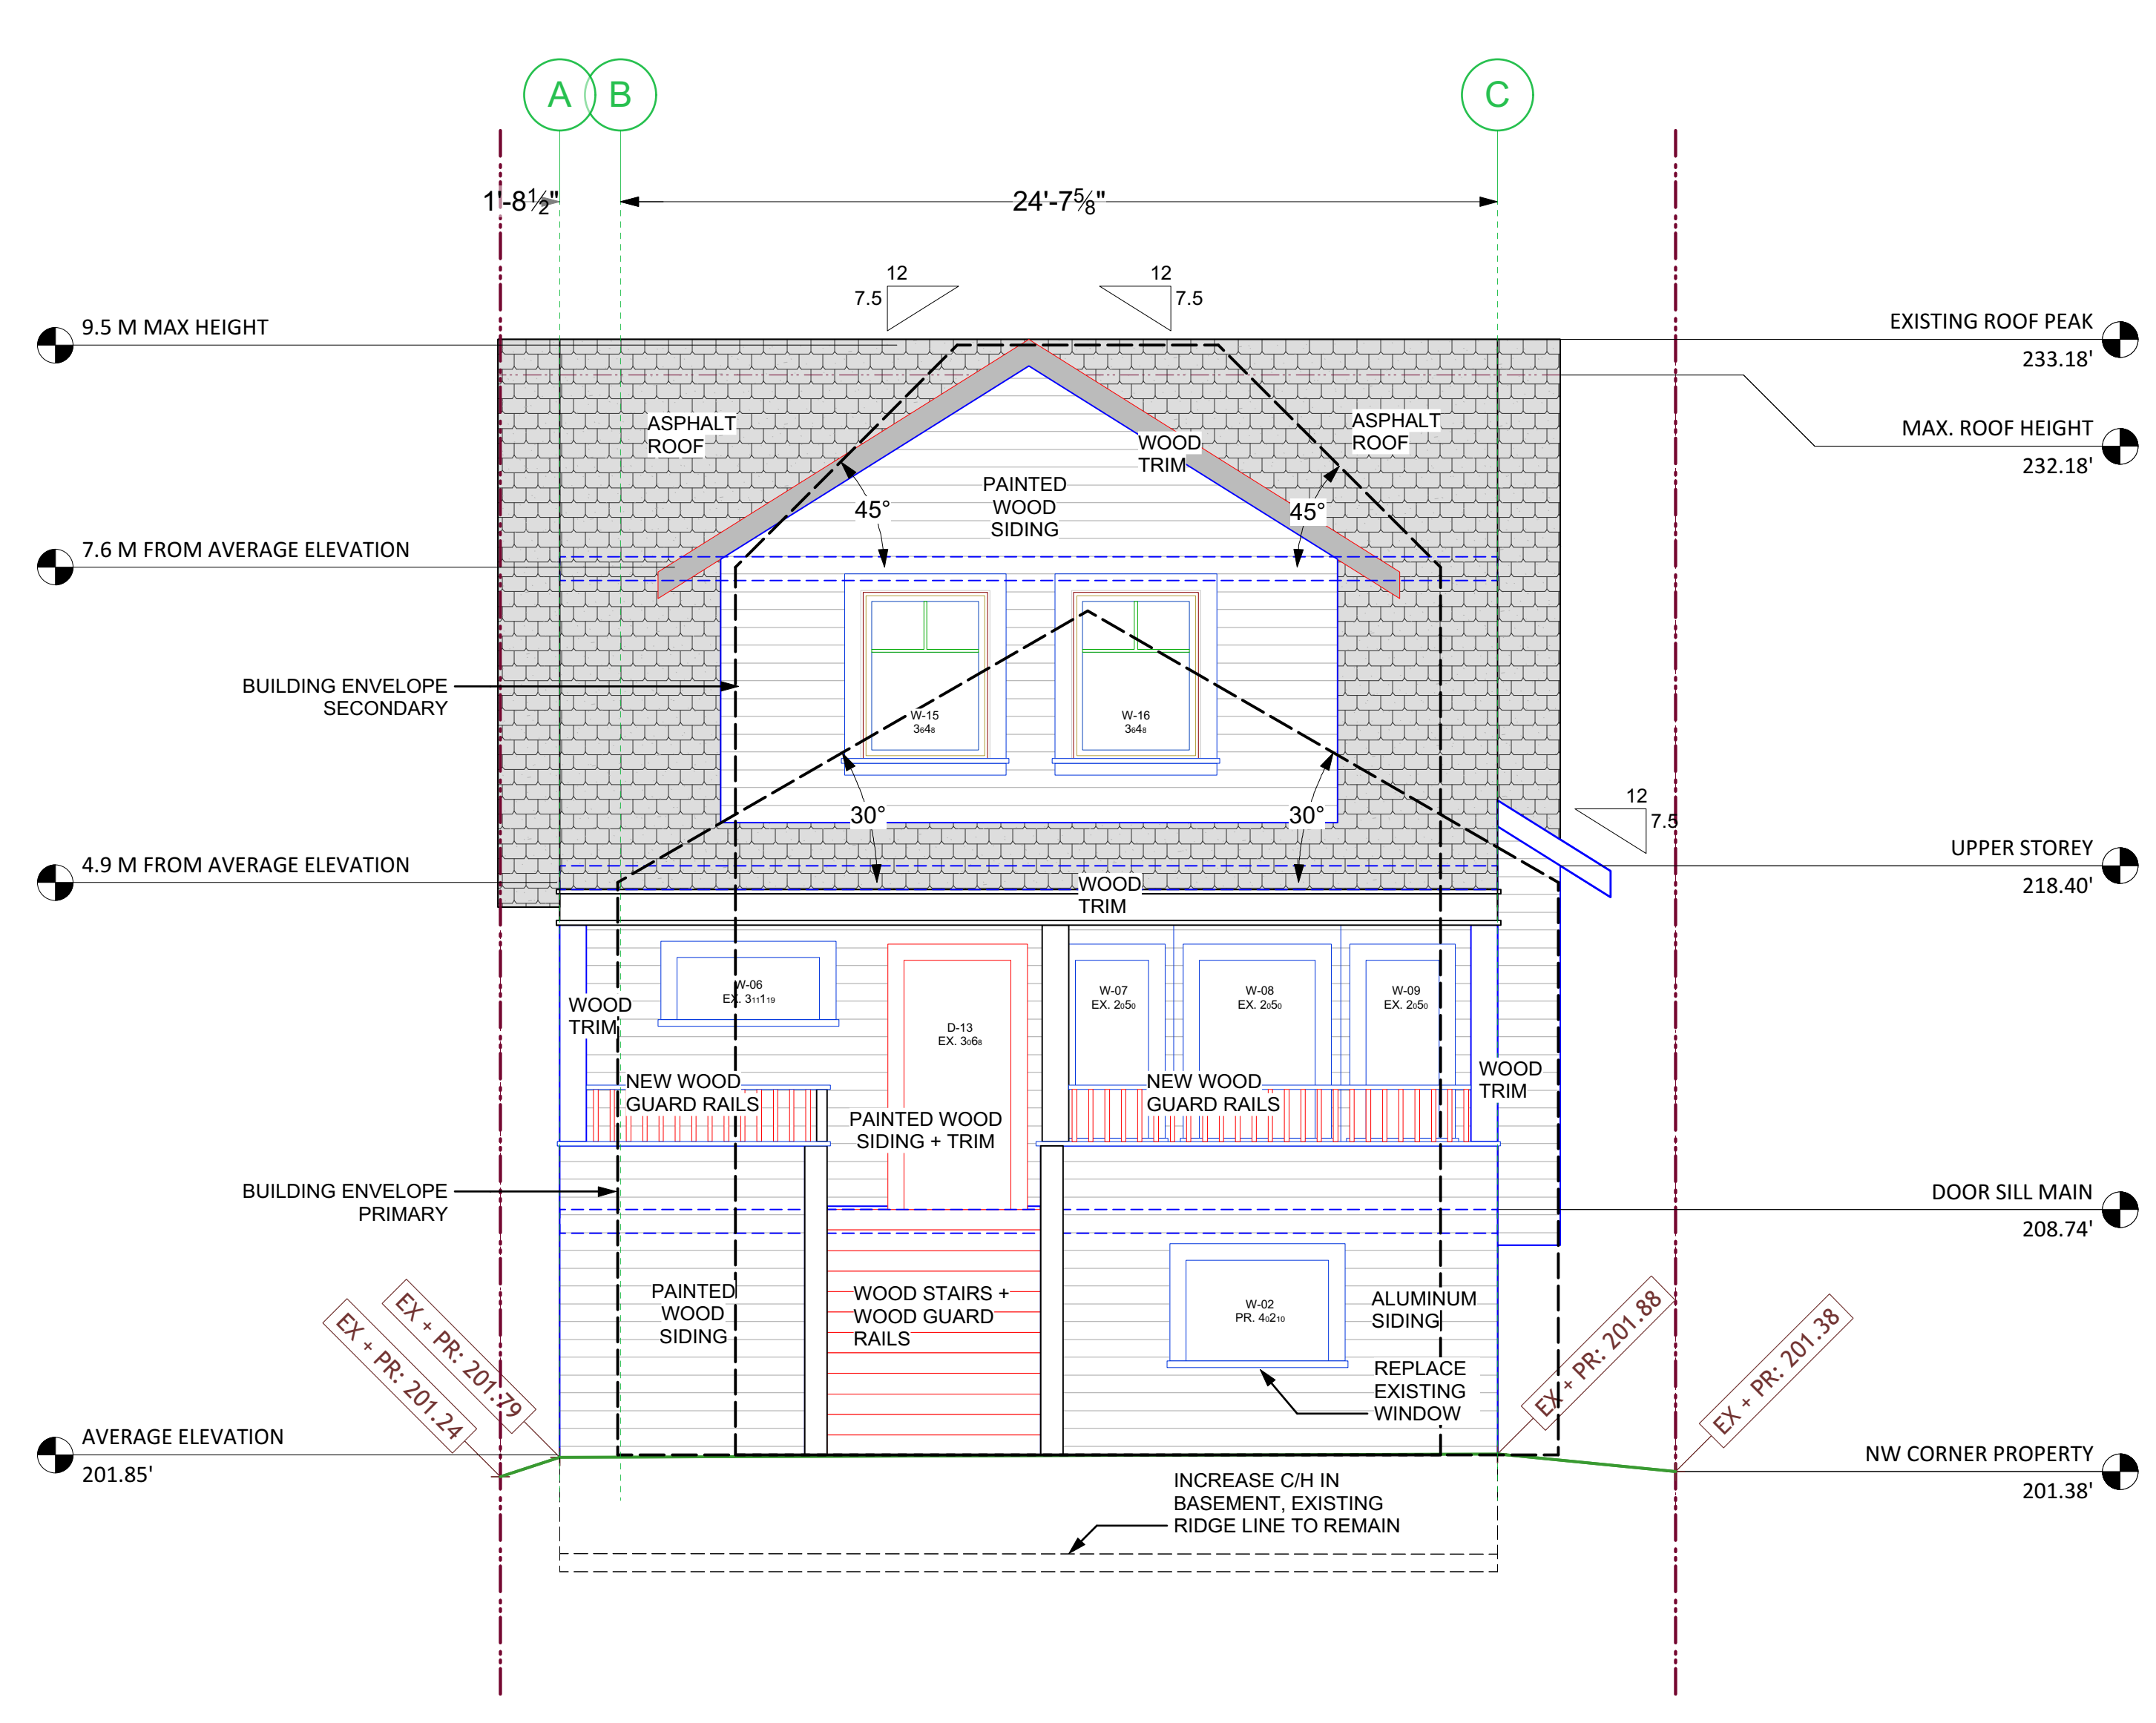 A
B
C
1'-8½"
24'-7⅝"
12
7.5
12
7.5
9.5 M MAX HEIGHT
EXISTING ROOF PEAK
233.18'
ASPHALT
ROOF
ASPHALT
ROOF
WOOD
TRIM
MAX. ROOF HEIGHT
232.18'
PAINTED
WOOD
SIDING
45°
45°
7.6 M FROM AVERAGE ELEVATION
BUILDING ENVELOPE
SECONDARY
W-15
3₆4₈
W-16
3₆4₈
30°
30°
12
7.5
4.9 M FROM AVERAGE ELEVATION
UPPER STOREY
218.40'
WOOD
TRIM
W-06
EX. 3₁₁1₁₉
W-07
EX. 2₀5₀
W-08
EX. 2₀5₀
W-09
EX. 2₀5₀
WOOD
TRIM
D-13
EX. 3₀6₈
NEW WOOD
GUARD RAILS
NEW WOOD
GUARD RAILS
WOOD
TRIM
PAINTED WOOD
SIDING + TRIM
BUILDING ENVELOPE
PRIMARY
DOOR SILL MAIN
208.74'
PAINTED
WOOD
SIDING
WOOD STAIRS +
WOOD GUARD
RAILS
W-02
PR. 4₀2₁₀
ALUMINUM
SIDING
REPLACE
EXISTING
WINDOW
EX + PR: 201.24
EX + PR: 201.79
EX + PR: 201.88
EX + PR: 201.38
AVERAGE ELEVATION
201.85'
NW CORNER PROPERTY
201.38'
INCREASE C/H IN
BASEMENT, EXISTING
RIDGE LINE TO REMAIN